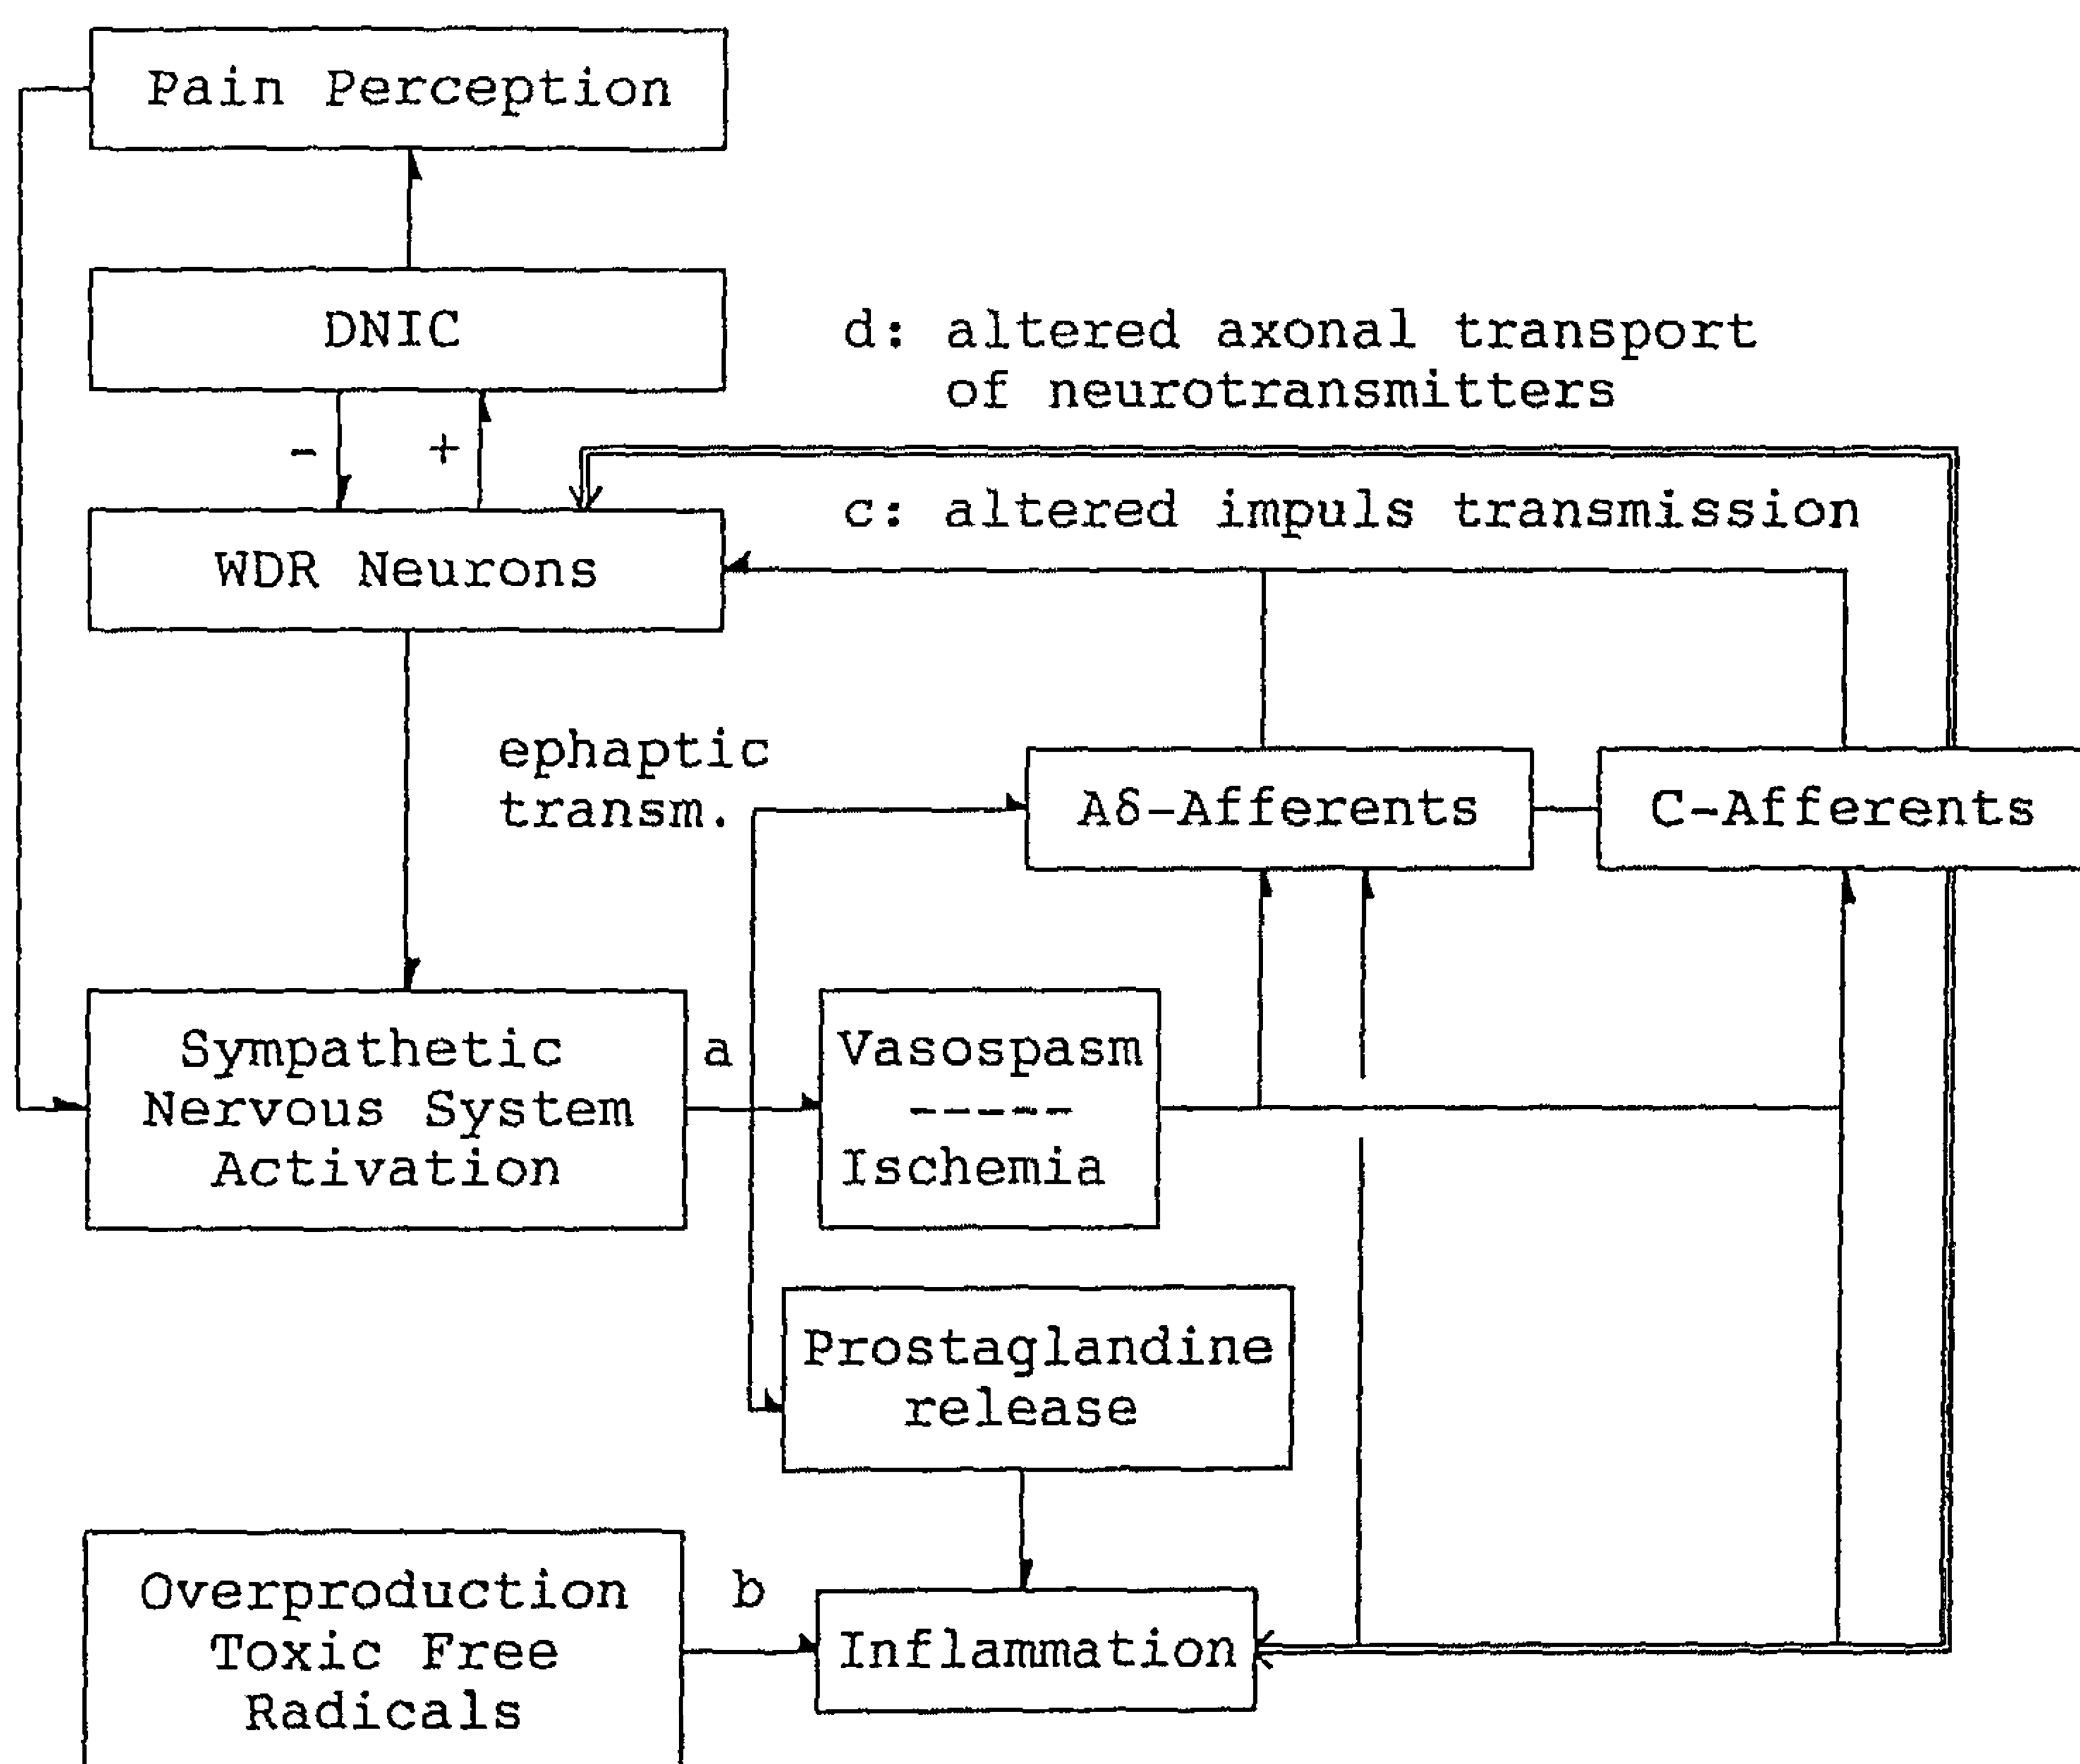 Pain Perception
DNIC
d: altered axonal transport
of neurotransmitters
- +
c: altered impuls transmission
WDR Neurons
ephaptic
transm.
Aδ-Afferents
C-Afferents
Sympathetic
Nervous System
Activation
a
Vasospasm
-----
Ischemia
Prostaglandine
release
Overproduction
Toxic Free
Radicals
b
Inflammation